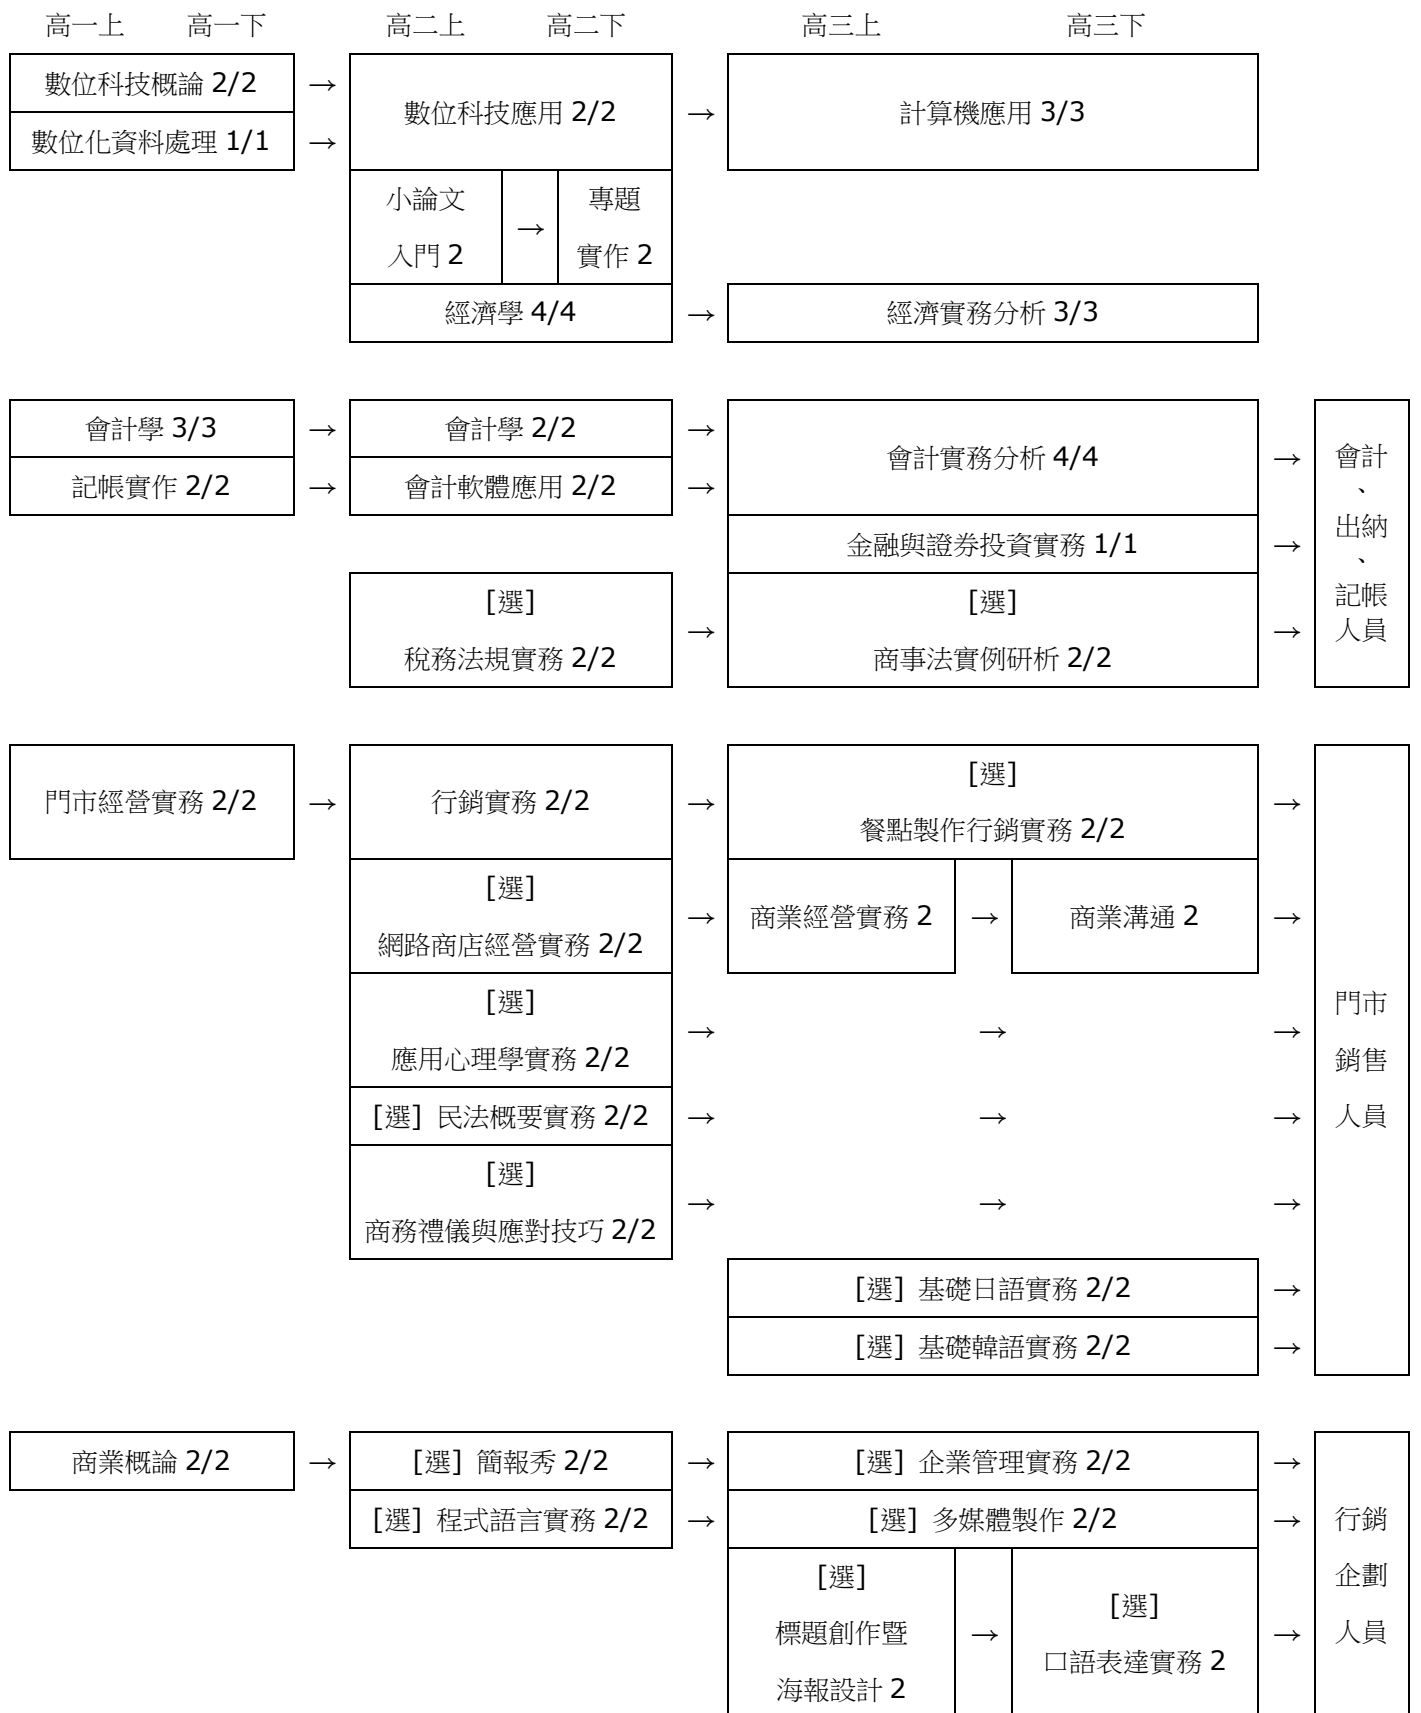 高一上 高一下 高二上 高二下 高三上 高三下
數位科技概論 2/2 →
數位化資料處理 1/1 →
數位科技應用 2/2 → 計算機應用 3/3
小論文
入門 2
→
專題
實作 2
經濟學 4/4 → 經濟實務分析 3/3
會計學 3/3 → 會計學 2/2 →
記帳實作 2/2 → 會計軟體應用 2/2 →
會計實務分析 4/4 →
金融與證券投資實務 1/1 →
[選]
稅務法規實務 2/2
→
[選]
商事法實例研析 2/2
→
會計
、
出納
、
記帳
人員
門市經營實務 2/2 → 行銷實務 2/2 →
[選]
餐點製作行銷實務 2/2
→
[選]
網路商店經營實務 2/2
→ 商業經營實務 2 → 商業溝通 2 →
[選]
應用心理學實務 2/2
→ → →
[選] 民法概要實務 2/2 → → →
[選]
商務禮儀與應對技巧 2/2
→ → →
[選] 基礎日語實務 2/2 →
[選] 基礎韓語實務 2/2 →
門市
銷售
人員
商業概論 2/2 → [選] 簡報秀 2/2 → [選] 企業管理實務 2/2 →
[選] 程式語言實務 2/2 → [選] 多媒體製作 2/2 →
[選]
標題創作暨
海報設計 2
→
[選]
口語表達實務 2
→
行銷
企劃
人員